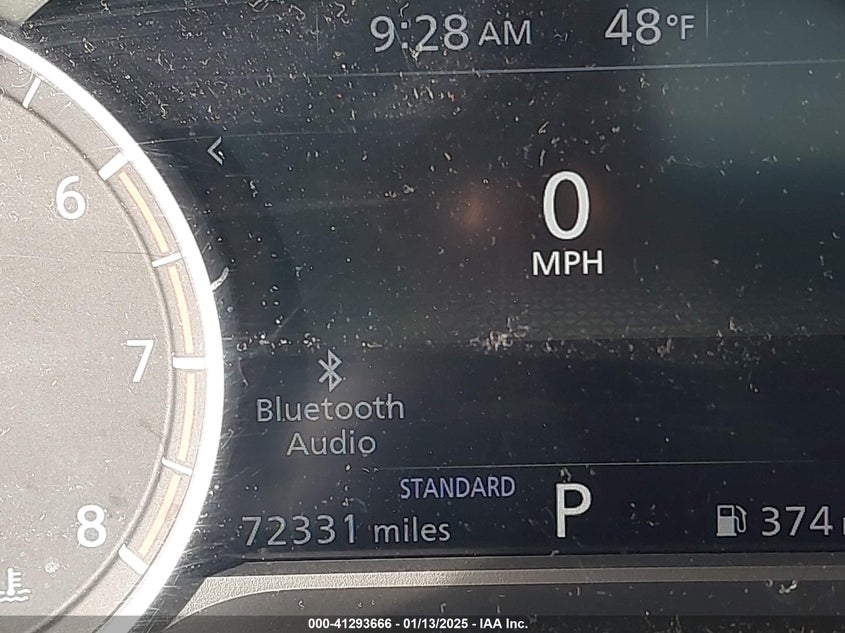 9:28 AM 48°F
6
0
MPH
7
Bluetooth
Audio
STANDARD P
8 72331 miles 374
000-41293666 - 01/13/2025 - IAA Inc.